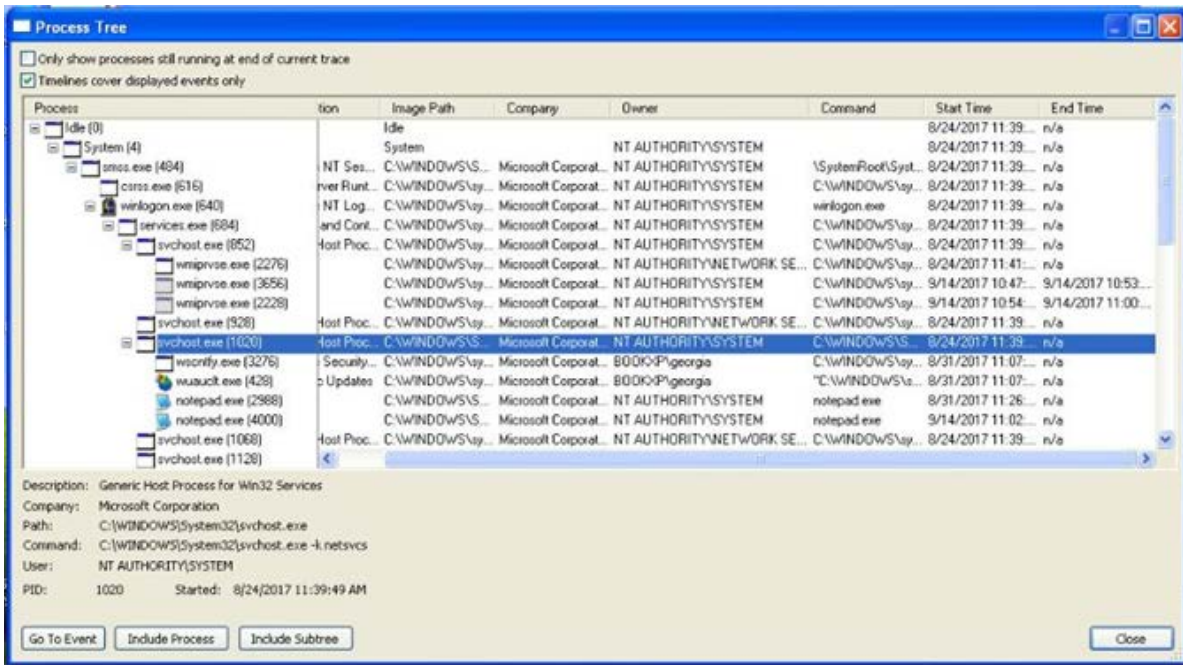 Process Tree
Only show processes still running at end of current trace
Timelines cover displayed events only
Process tion Image Path Company Owner Command Start Time End Time
Idle (0) Idle 8/24/2017 11:39:... n/a
System (4) System NT AUTHORITY\SYSTEM 8/24/2017 11:39:... n/a
smss.exe (484) NT Ses... C:\WINDOWS\S... Microsoft Corporat... NT AUTHORITY\SYSTEM \SystemRoot\Syst... 8/24/2017 11:39:... n/a
csrss.exe (616) rver Runt... C:\WINDOWS\sy... Microsoft Corporat... NT AUTHORITY\SYSTEM C:\WINDOWS\sy... 8/24/2017 11:39:... n/a
winlogon.exe (640) NT Log... C:\WINDOWS\sy... Microsoft Corporat... NT AUTHORITY\SYSTEM winlogon.exe 8/24/2017 11:39:... n/a
services.exe (684) and Cont... C:\WINDOWS\sy... Microsoft Corporat... NT AUTHORITY\SYSTEM C:\WINDOWS\sy... 8/24/2017 11:39:... n/a
svchost.exe (852) Host Proc... C:\WINDOWS\sy... Microsoft Corporat... NT AUTHORITY\SYSTEM C:\WINDOWS\sy... 8/24/2017 11:39:... n/a
wmiprvse.exe (2276) C:\WINDOWS\sy... Microsoft Corporat... NT AUTHORITY\NETWORK SE... C:\WINDOWS\sy... 8/24/2017 11:41:... n/a
wmiprvse.exe (3656) C:\WINDOWS\sy... Microsoft Corporat... NT AUTHORITY\SYSTEM C:\WINDOWS\sy... 9/14/2017 10:47:... 9/14/2017 10:53:...
wmiprvse.exe (2228) C:\WINDOWS\sy... Microsoft Corporat... NT AUTHORITY\SYSTEM C:\WINDOWS\sy... 9/14/2017 10:54:... 9/14/2017 11:00:...
svchost.exe (928) Host Proc... C:\WINDOWS\sy... Microsoft Corporat... NT AUTHORITY\NETWORK SE... C:\WINDOWS\sy... 8/24/2017 11:39:... n/a
svchost.exe (1020) Host Proc... C:\WINDOWS\S... Microsoft Corporat... NT AUTHORITY\SYSTEM C:\WINDOWS\S... 8/24/2017 11:39:... n/a
wscntfy.exe (3276) Security... C:\WINDOWS\sy... Microsoft Corporat... BOOKXP\georgia C:\WINDOWS\sy... 8/31/2017 11:07:... n/a
wuauclt.exe (428) Updates C:\WINDOWS\sy... Microsoft Corporat... BOOKXP\georgia "C:\WINDOWS\s... 8/31/2017 11:07:... n/a
notepad.exe (2988) C:\WINDOWS\S... Microsoft Corporat... NT AUTHORITY\SYSTEM notepad.exe 8/31/2017 11:26:... n/a
notepad.exe (4000) C:\WINDOWS\S... Microsoft Corporat... NT AUTHORITY\SYSTEM notepad.exe 9/14/2017 11:02:... n/a
svchost.exe (1068) Host Proc... C:\WINDOWS\sy... Microsoft Corporat... NT AUTHORITY\NETWORK SE... C:\WINDOWS\sy... 8/24/2017 11:39:... n/a
svchost.exe (1128)
Description: Generic Host Process for Win32 Services
Company: Microsoft Corporation
Path: C:\WINDOWS\System32\svchost.exe
Command: C:\WINDOWS\System32\svchost.exe -k netsvcs
User: NT AUTHORITY\SYSTEM
PID: 1020 Started: 8/24/2017 11:39:49 AM
Go To Event Include Process Include Subtree Close